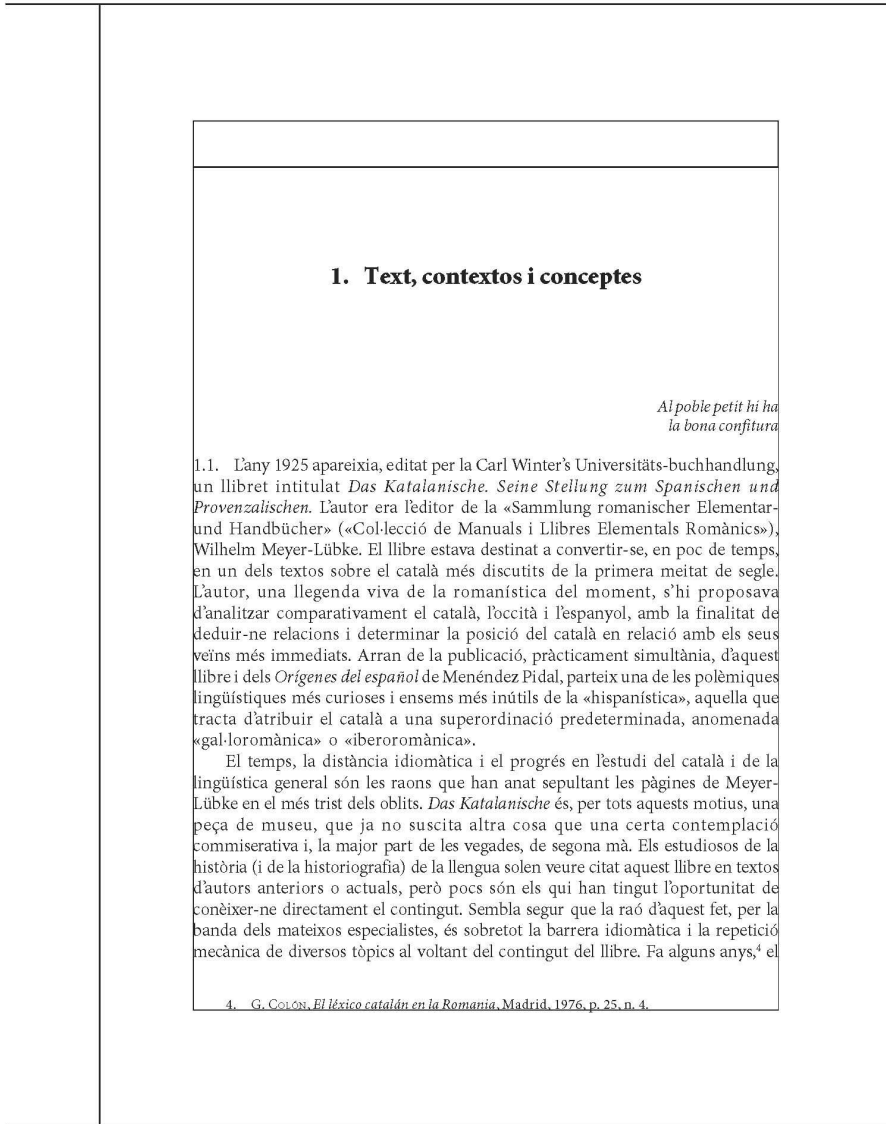 1. Text, contextos i conceptes
Al poble petit hi ha
la bona confitura
1.1. L’any 1925 apareixia, editat per la Carl Winter’s Universitäts-buchhandlung,
un llibret intitulat Das Katalanische. Seine Stellung zum Spanischen und
Provenzalischen. L’autor era l’editor de la «Sammlung romanischer Elementar-
und Handbücher» («Col·lecció de Manuals i Llibres Elementals Romànics»),
Wilhelm Meyer-Lübke. El llibre estava destinat a convertir-se, en poc de temps,
en un dels textos sobre el català més discutits de la primera meitat de segle.
L’autor, una llegenda viva de la romanística del moment, s’hi proposava
d’analitzar comparativament el català, l’occità i l’espanyol, amb la finalitat de
deduir-ne relacions i determinar la posició del català en relació amb els seus
veïns més immediats. Arran de la publicació, pràcticament simultània, d’aquest
llibre i dels Orígenes del español de Menéndez Pidal, parteix una de les polèmiques
lingüístiques més curioses i ensems més inútils de la «hispanística», aquella que
tracta d’atribuir el català a una superordinació predeterminada, anomenada
«gal·loromànica» o «iberoromànica».
El temps, la distància idiomàtica i el progrés en l’estudi del català i de la
lingüística general són les raons que han anat sepultant les pàgines de Meyer-
Lübke en el més trist dels oblits. Das Katalanische és, per tots aquests motius, una
peça de museu, que ja no suscita altra cosa que una certa contemplació
commiserativa i, la major part de les vegades, de segona mà. Els estudiosos de la
història (i de la historiografia) de la llengua solen veure citat aquest llibre en textos
d’autors anteriors o actuals, però pocs són els qui han tingut l’oportunitat de
conèixer-ne directament el contingut. Sembla segur que la raó d’aquest fet, per la
banda dels mateixos especialistes, és sobretot la barrera idiomàtica i la repetició
mecànica de diversos tòpics al voltant del contingut del llibre. Fa alguns anys,⁴ el
4. G. Colón, El léxico catalán en la Romania, Madrid, 1976, p. 25, n. 4.